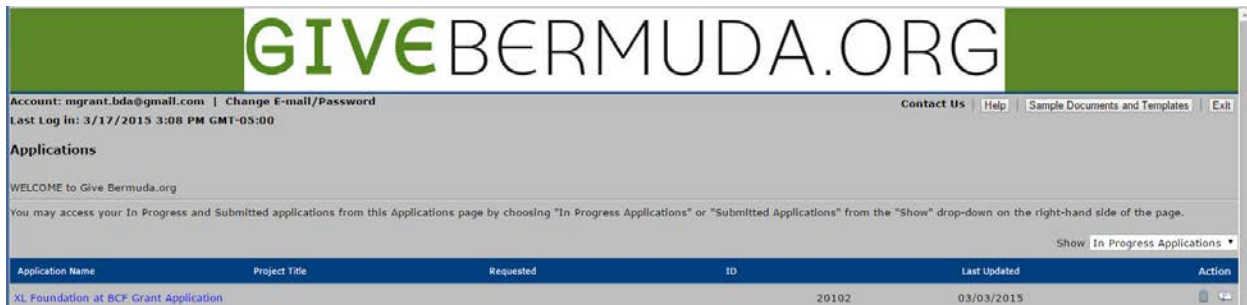 GIVEBERMUDA.ORG
Account: mgrant.bda@gmail.com | Change E-mail/Password
Contact Us | Help | Sample Documents and Templates | Exit
Last Log in: 3/17/2015 3:08 PM GMT-05:00
Applications
WELCOME to Give Bermuda.org
You may access your In Progress and Submitted applications from this Applications page by choosing "In Progress Applications" or "Submitted Applications" from the "Show" drop-down on the right-hand side of the page.
Show In Progress Applications
Application Name Project Title Requested ID Last Updated Action
XL Foundation at BCF Grant Application 20102 03/03/2015